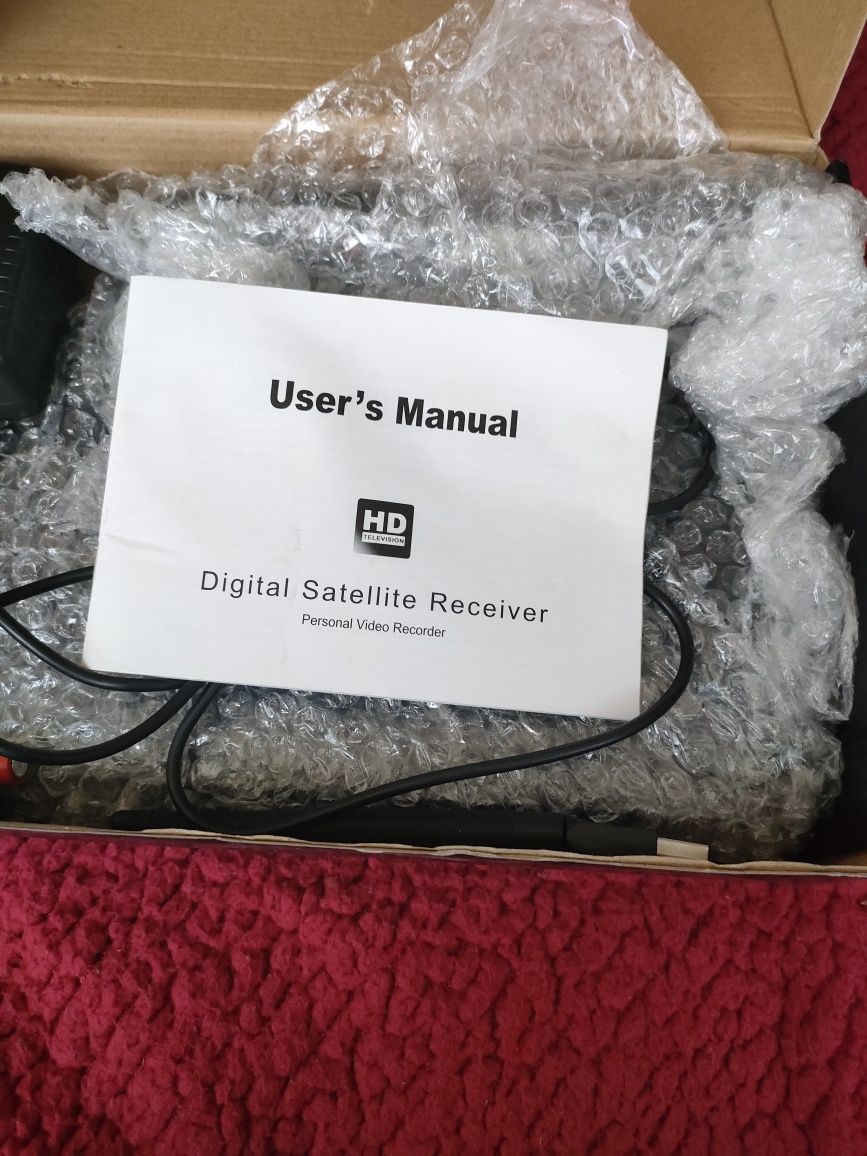 User's Manual
HD
TELEVISION
Digital Satellite Receiver
Personal Video Recorder